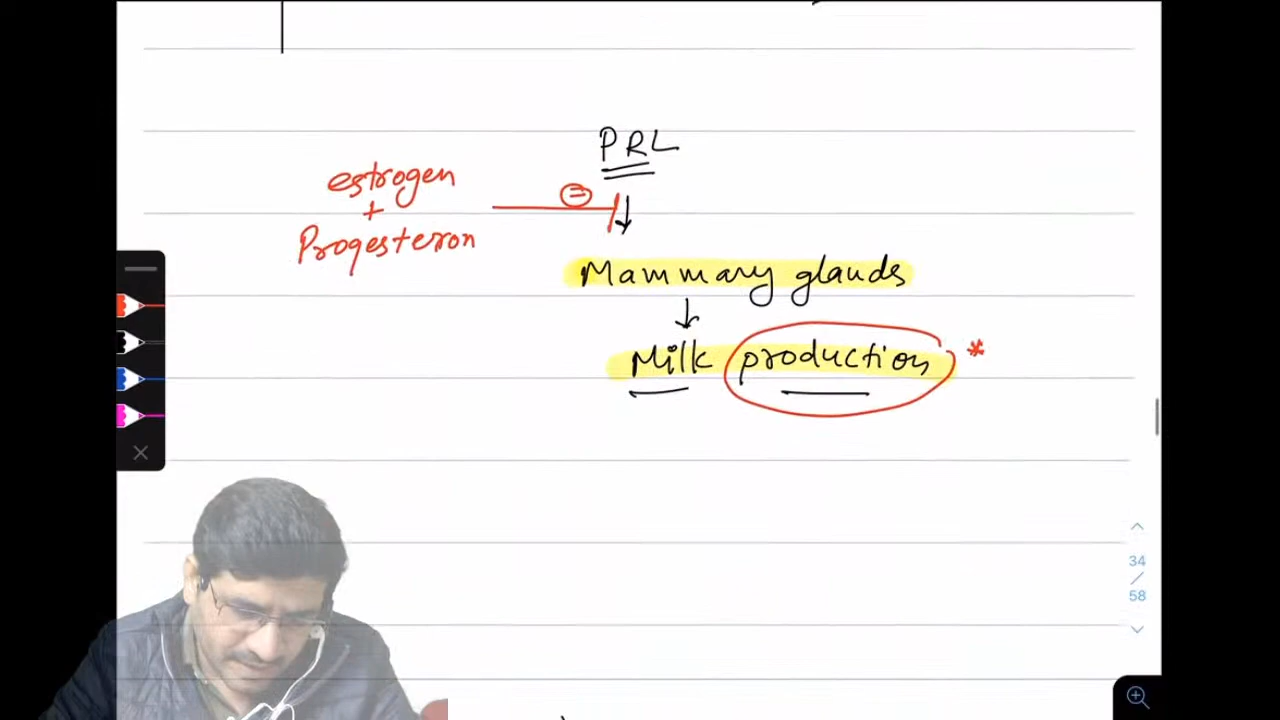 PRL
estrogen
+
Progesteron
Mammary glands
Milk production *
34
/
58